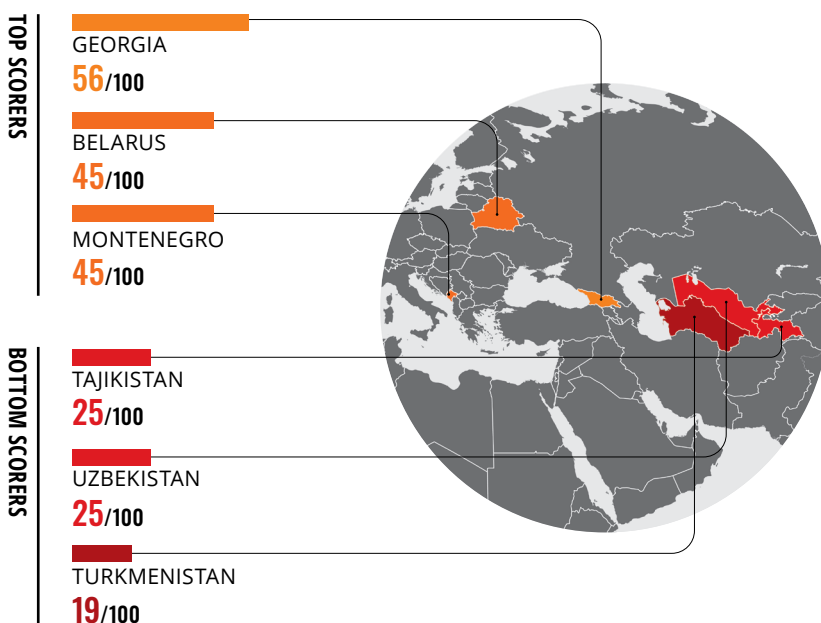 TOP SCORERS
GEORGIA
56/100
BELARUS
45/100
MONTENEGRO
45/100
BOTTOM SCORERS
TAJIKISTAN
25/100
UZBEKISTAN
25/100
TURKMENISTAN
19/100